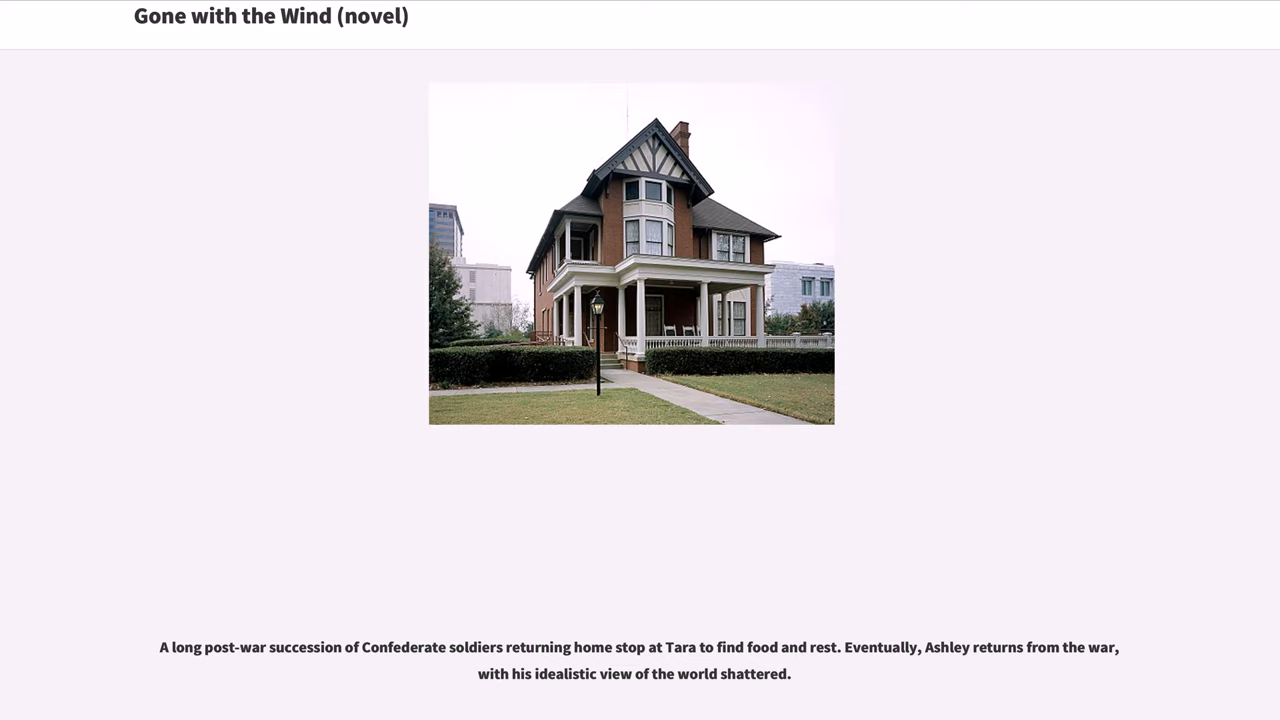 Gone with the Wind (novel)
A long post-war succession of Confederate soldiers returning home stop at Tara to find food and rest. Eventually, Ashley returns from the war,
with his idealistic view of the world shattered.